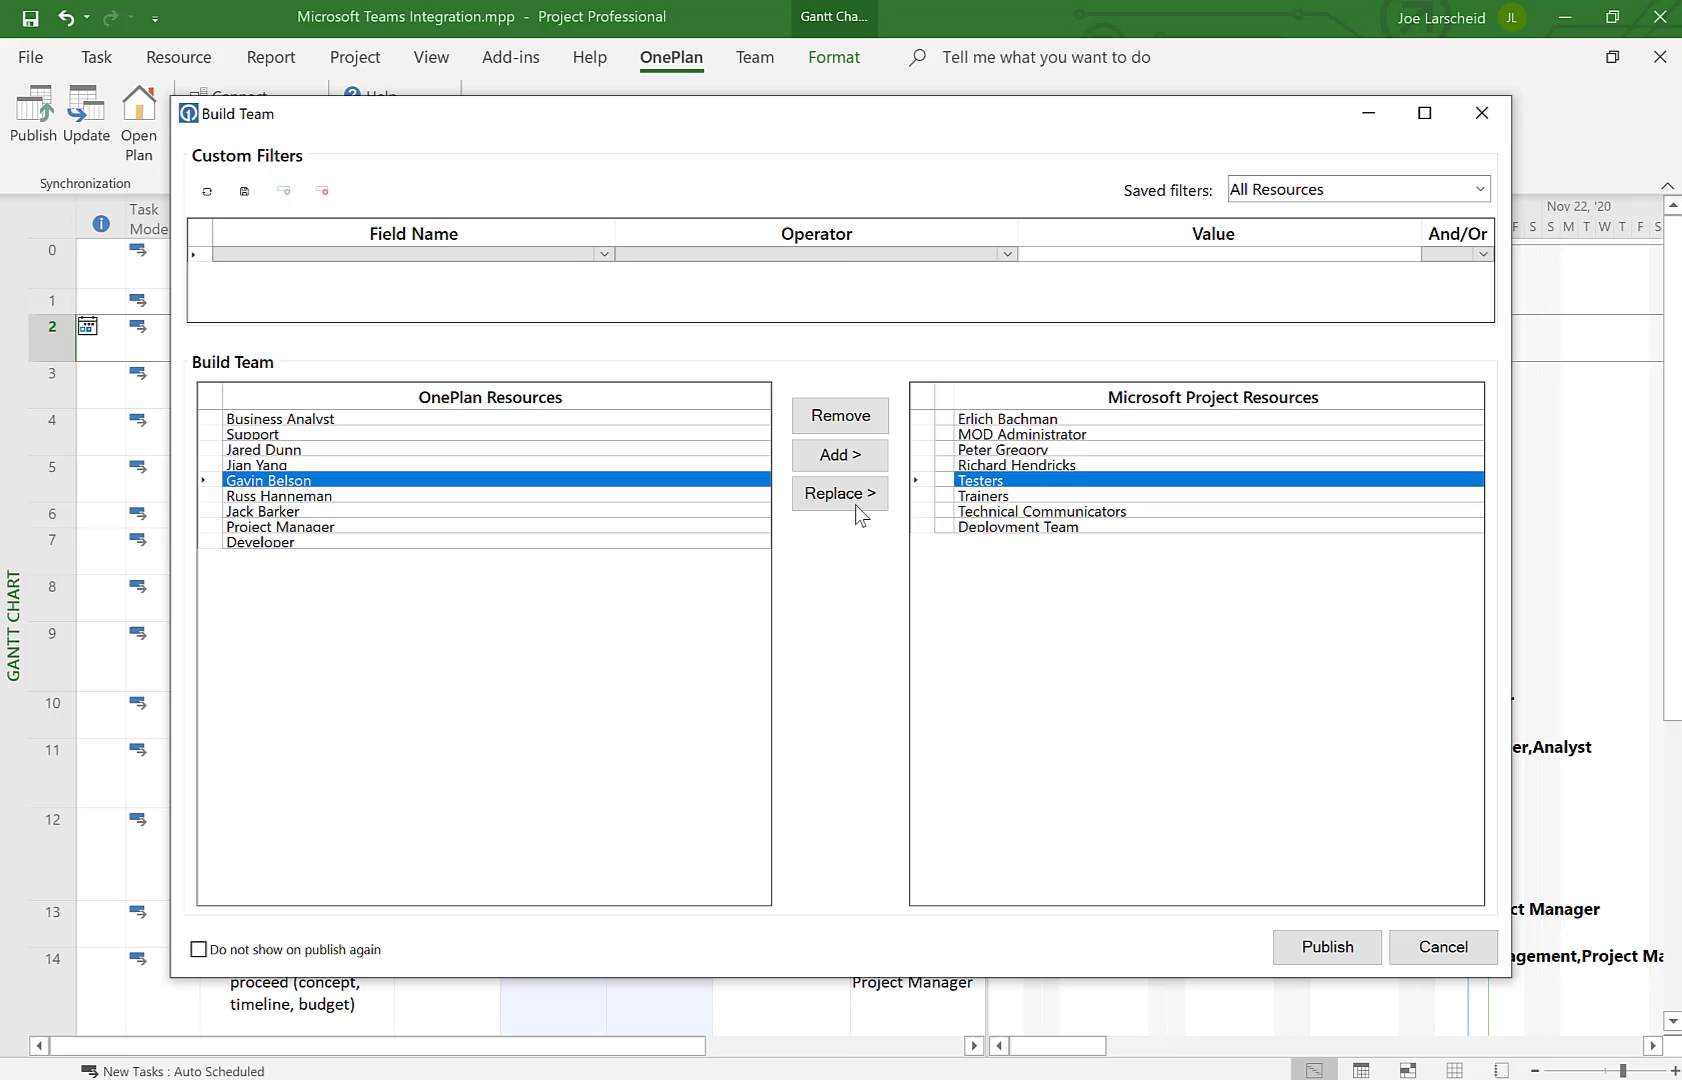 Microsoft Teams Integration.mpp - Project Professional
Gantt Cha...
Joe Larscheid JL
File Task Resource Report Project View Add-ins Help OnePlan Team Format Tell me what you want to do
Publish Update Open Plan
Connect Help
Synchronization
Build Team
Custom Filters
Saved filters: All Resources
Field Name Operator Value And/Or
Build Team
OnePlan Resources
Business Analyst
Support
Jared Dunn
Jian Yang
Gavin Belson
Russ Hanneman
Jack Barker
Project Manager
Developer
Remove
Add >
Replace >
Microsoft Project Resources
Erlich Bachman
MOD Administrator
Peter Gregory
Richard Hendricks
Testers
Trainers
Technical Communicators
Deployment Team
Do not show on publish again
Publish Cancel
Task Mode
0
1
2
3
4
5
6
7
8
9
10
11
12
13
14
GANTT CHART
Nov 22, '20
F S S M T W T F S
er,Analyst
ct Manager
agement,Project Ma
proceed (concept,
timeline, budget)
Project Manager
New Tasks : Auto Scheduled